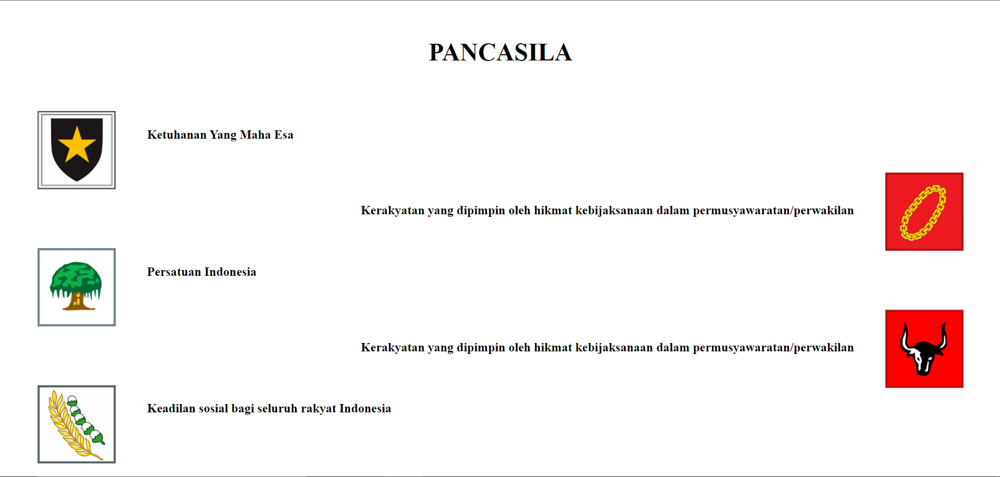 PANCASILA
Ketuhanan Yang Maha Esa
Kerakyatan yang dipimpin oleh hikmat kebijaksanaan dalam permusyawaratan/perwakilan
Persatuan Indonesia
Kerakyatan yang dipimpin oleh hikmat kebijaksanaan dalam permusyawaratan/perwakilan
Keadilan sosial bagi seluruh rakyat Indonesia